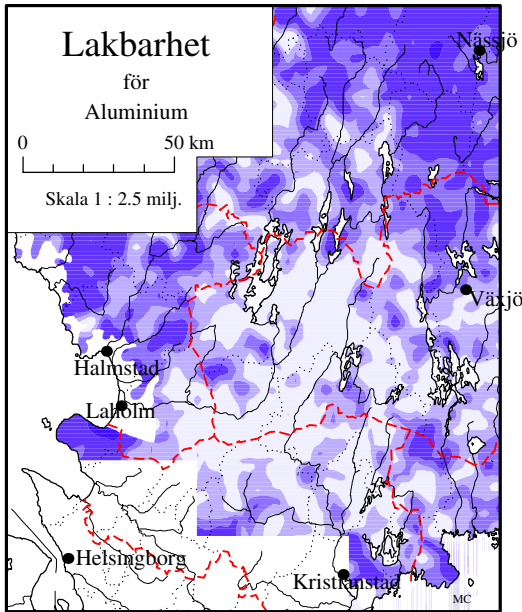 Lakbarhet
för
Aluminium
0 50 km
Skala 1 : 2.5 milj.
Nässjö
Växjö
Halmstad
Laholm
Helsingborg
Kristianstad
MC